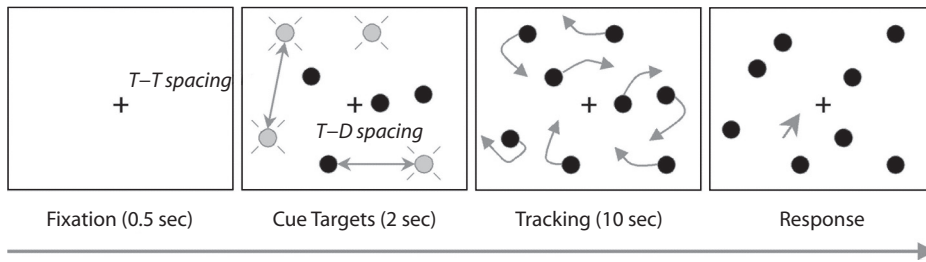 T–T spacing
T–D spacing
Fixation (0.5 sec)
Cue Targets (2 sec)
Tracking (10 sec)
Response